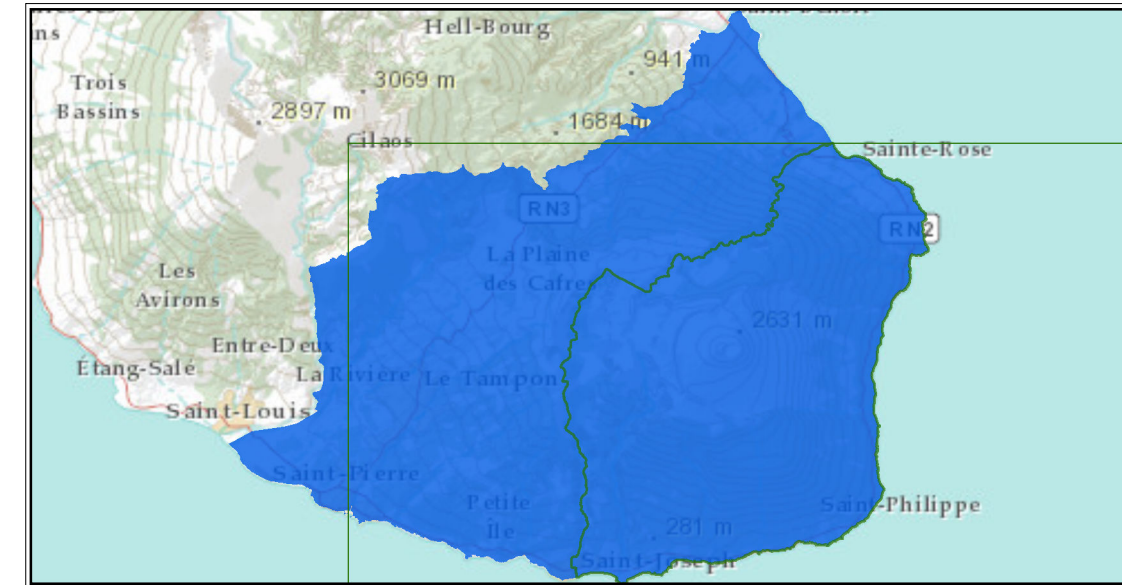 Hell-Bourg
ns
941 m
Trois
Bassins
3069 m
2897 m
1684 m
Cilaos
Sainte-Rose
RN3
RN2
La Plaine
des Cafres
Les
Avirons
2631 m
Entre-Deux
Étang-Salé
La Rivière
Le Tampon
Saint-Louis
Saint-Pierre
Petite
Île
Saint-Philippe
281 m
Saint-Joseph